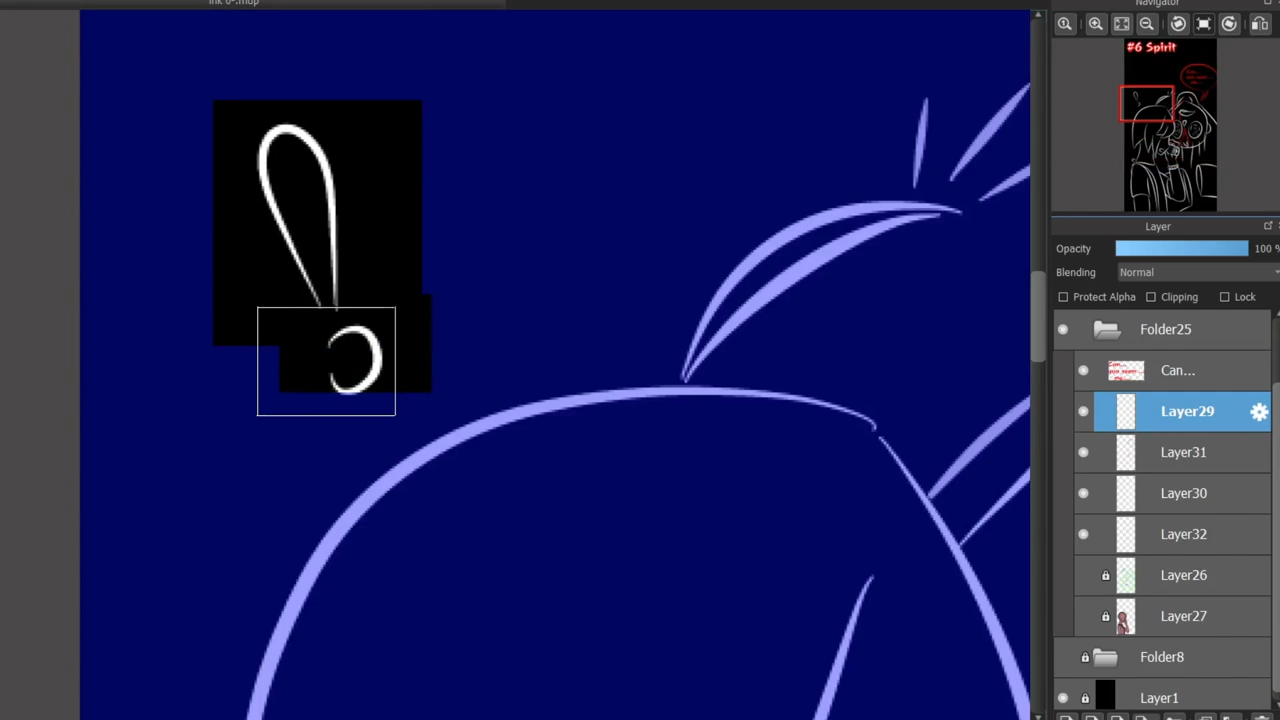 ink 6*.mdp
Navigator
#6 Spirit
Layer
Opacity 100 %
Blending Normal
Protect Alpha Clipping Lock
Folder25
Can...
Layer29
Layer31
Layer30
Layer32
Layer26
Layer27
Folder8
Layer1